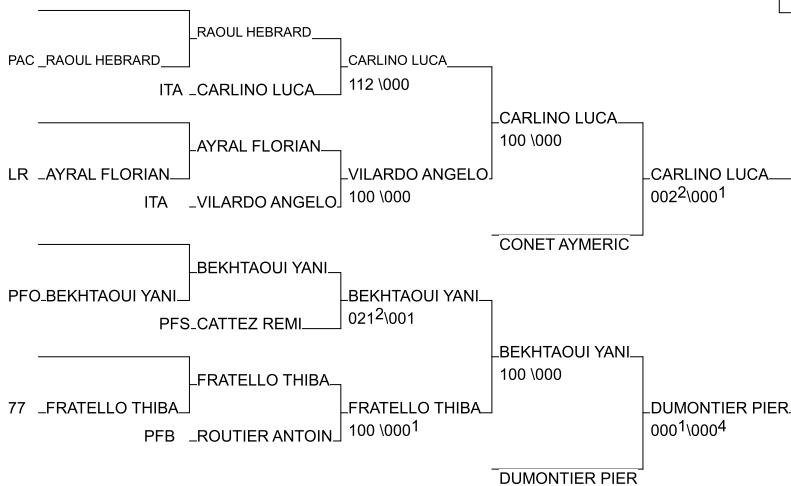 RAOUL HEBRARD
PAC RAOUL HEBRARD CARLINO LUCA
ITA CARLINO LUCA 112 \000
CARLINO LUCA
100 \000
AYRAL FLORIAN
LR AYRAL FLORIAN VILARDO ANGELO CARLINO LUCA
ITA VILARDO ANGELO 100 \000 002²\000¹
CONET AYMERIC
BEKHTAOUI YANI
PFO BEKHTAOUI YANI BEKHTAOUI YANI
PFS CATTEZ REMI 021²\001
BEKHTAOUI YANI
100 \000
FRATELLO THIBA
77 FRATELLO THIBA FRATELLO THIBA DUMONTIER PIER
PFB ROUTIER ANTOIN 100 \000¹ 000¹\000⁴
DUMONTIER PIER